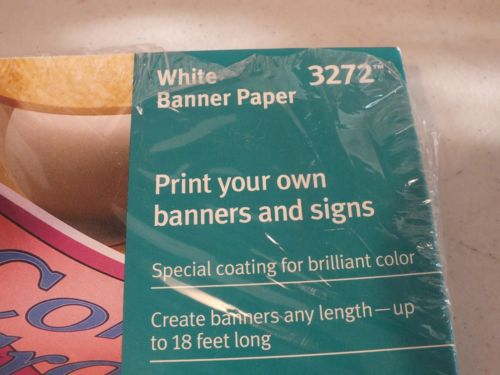 White
Banner Paper
3272™
Print your own
banners and signs
Special coating for brilliant color
Create banners any length—up
to 18 feet long